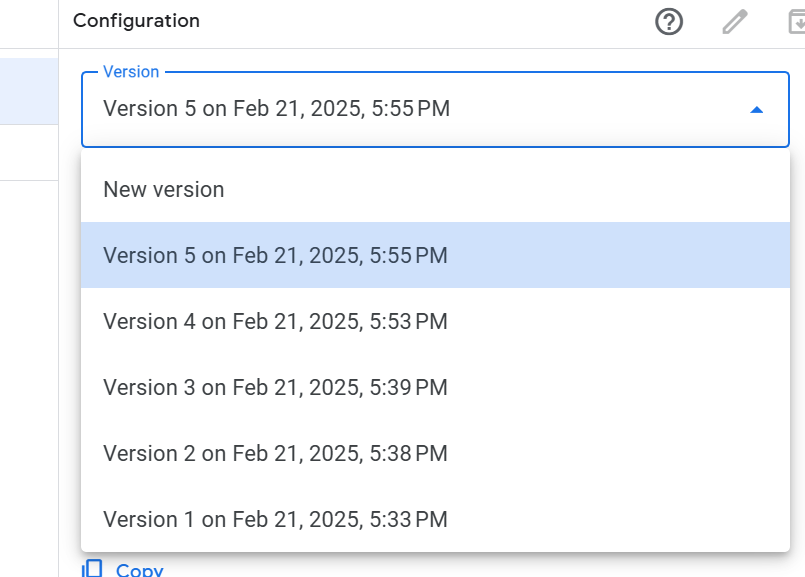 Configuration
Version
Version 5 on Feb 21, 2025, 5:55 PM
New version
Version 5 on Feb 21, 2025, 5:55 PM
Version 4 on Feb 21, 2025, 5:53 PM
Version 3 on Feb 21, 2025, 5:39 PM
Version 2 on Feb 21, 2025, 5:38 PM
Version 1 on Feb 21, 2025, 5:33 PM
Copy